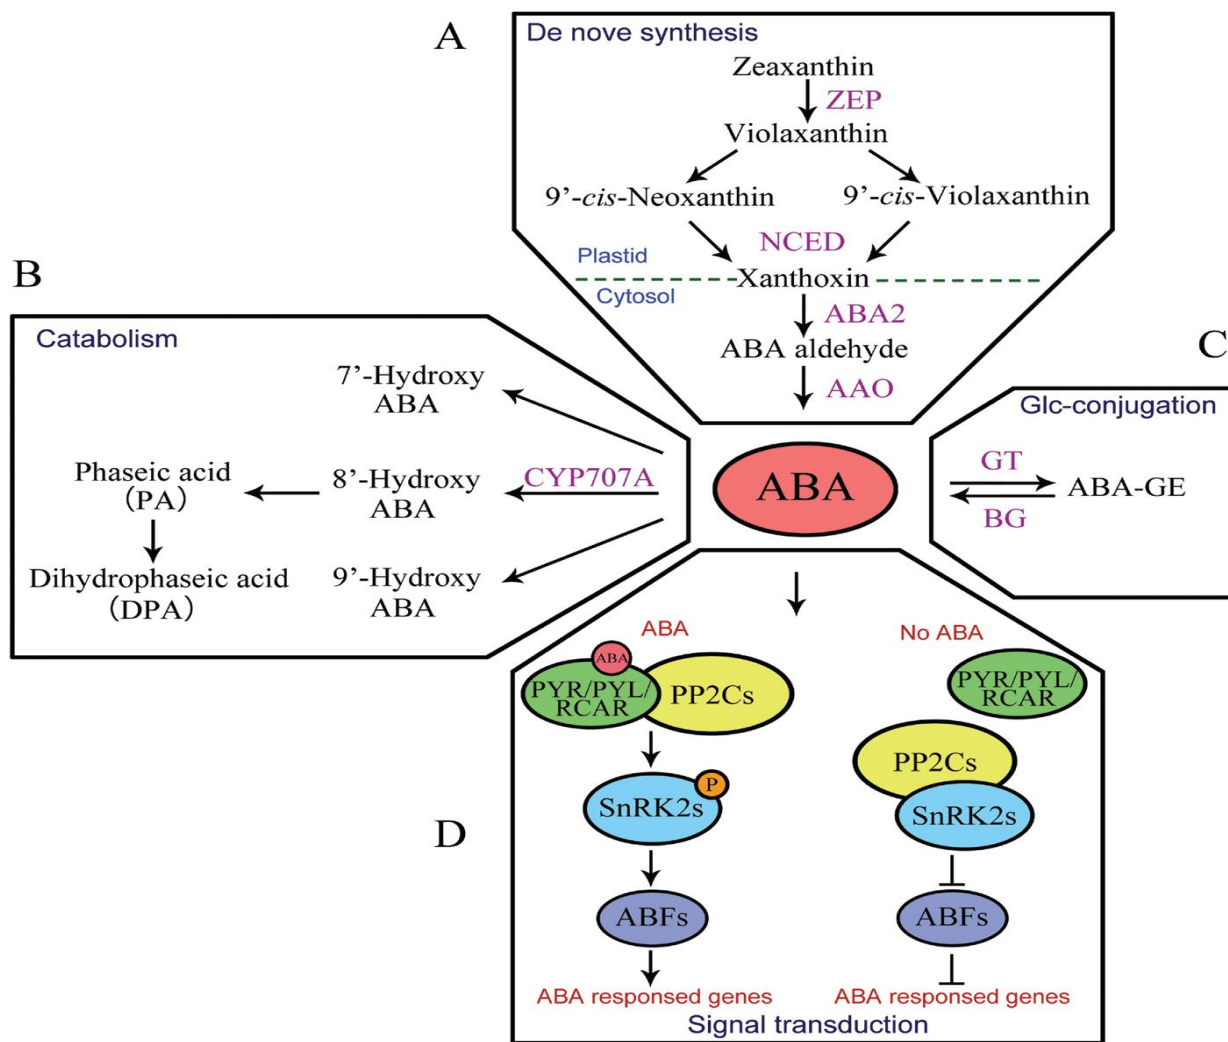 A
De nove synthesis
Zeaxanthin
ZEP
Violaxanthin
9’-cis-Neoxanthin
9’-cis-Violaxanthin
NCED
Plastid
Xanthoxin
Cytosol
ABA2
ABA aldehyde
AAO
B
Catabolism
7’-Hydroxy
ABA
CYP707A
8’-Hydroxy
ABA
Phaseic acid
(PA)
Dihydrophaseic acid
(DPA)
9’-Hydroxy
ABA
ABA
C
Glc-conjugation
GT
BG
ABA-GE
D
ABA
ABA
PYR/PYL/
RCAR
PP2Cs
P
SnRK2s
ABFs
ABA responsed genes
No ABA
PYR/PYL/
RCAR
PP2Cs
SnRK2s
ABFs
ABA responsed genes
Signal transduction